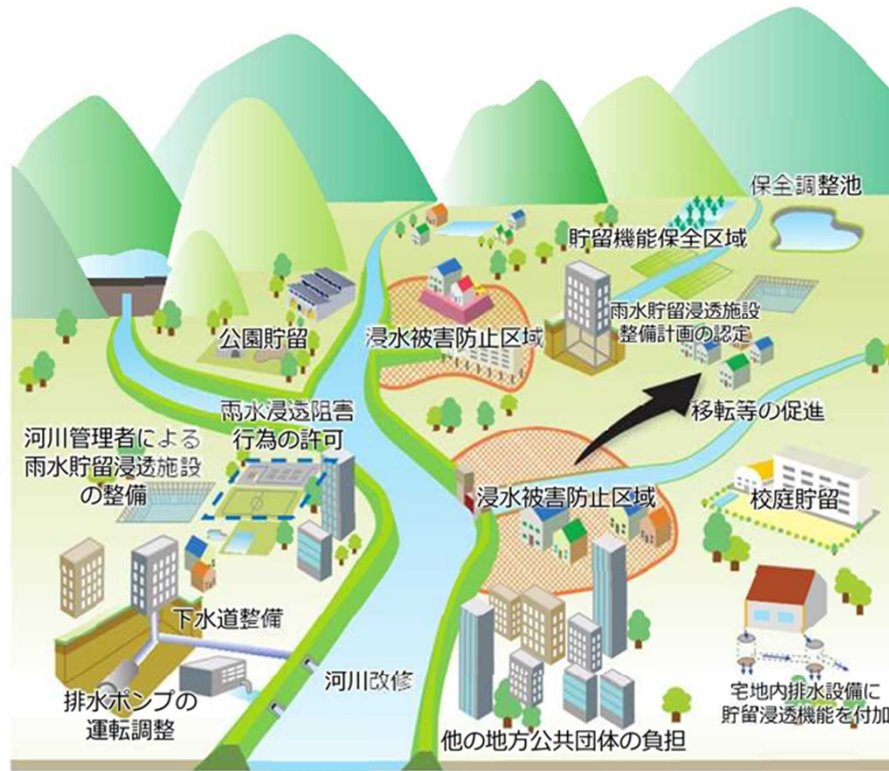 保全調整池
貯留機能保全区域
雨水貯留浸透施設
整備計画の認定
公園貯留
浸水被害防止区域
移転等の促進
雨水浸透阻害
行為の許可
河川管理者による
雨水貯留浸透施設
の整備
浸水被害防止区域
校庭貯留
下水道整備
河川改修
排水ポンプの
運転調整
他の地方公共団体の負担
宅地内排水設備に
貯留浸透機能を付加